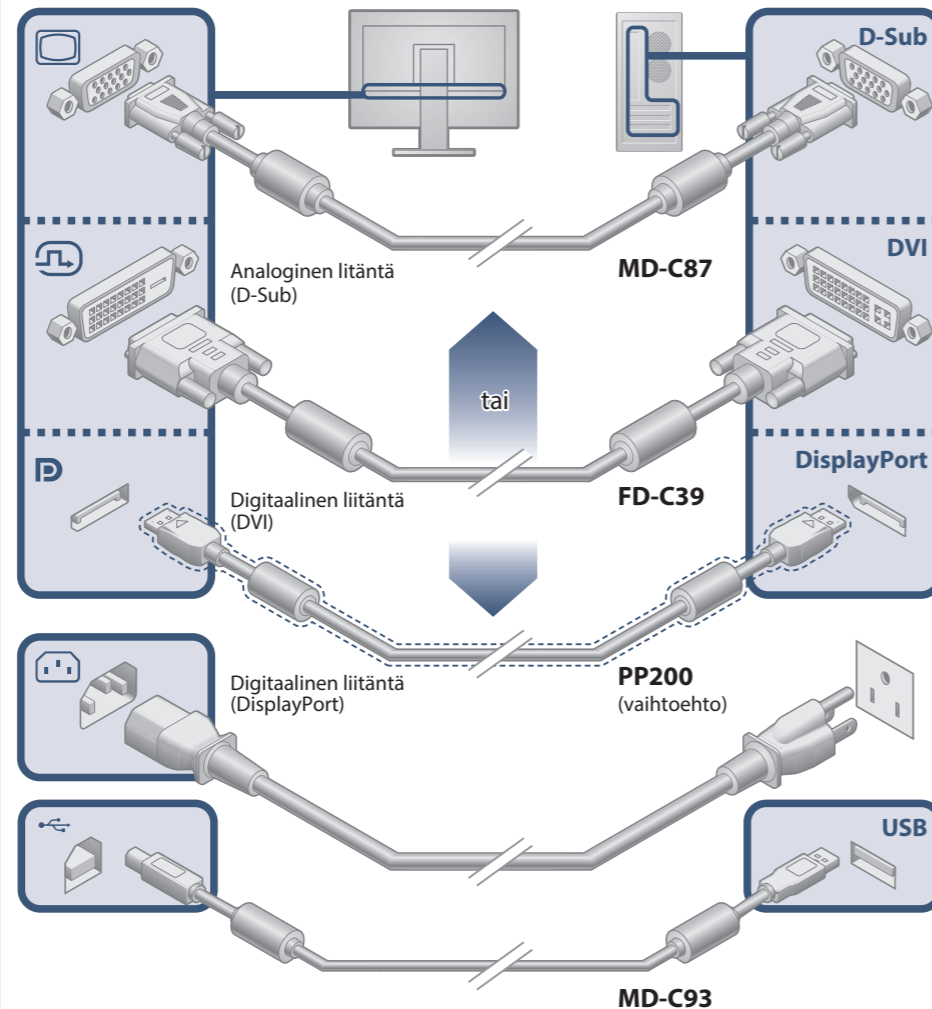 D-Sub
Analoginen litäntä
(D-Sub)
MD-C87
DVI
tai
Digitaalinen liitäntä
(DVI)
FD-C39
DisplayPort
Digitaalinen liitäntä
(DisplayPort)
PP200
(vaihtoehto)
USB
MD-C93